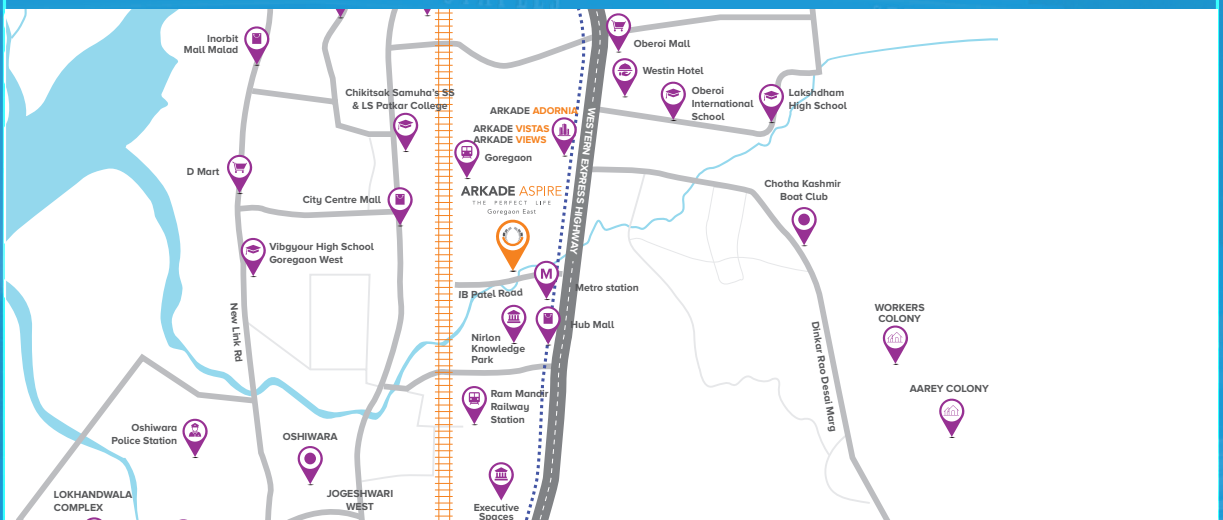 Inorbit
Mall Malad
Oberoi Mall
Westin Hotel
Chikitsak Samuha's SS
& LS Patkar College
Oberoi
International
School
Lakshdham
High School
ARKADE ADORNIA
ARKADE VISTAS
ARKADE VIEWS
WESTERN EXPRESS HIGHWAY
Goregaon
D Mart
City Centre Mall
ARKADE ASPIRE
THE PERFECT LIFE
Goregaon East
Chotha Kashmir
Boat Club
Vibgyour High School
Goregaon West
M
IB Patel Road
Metro station
New Link Rd
Nirlon
Knowledge
Park
Hub Mall
WORKERS
COLONY
Dinkar Rao Desai Marg
AAREY COLONY
Ram Mandir
Railway
Station
Oshiwara
Police Station
OSHIWARA
LOKHANDWALA
COMPLEX
JOGESHWARI
WEST
Executive
Spaces